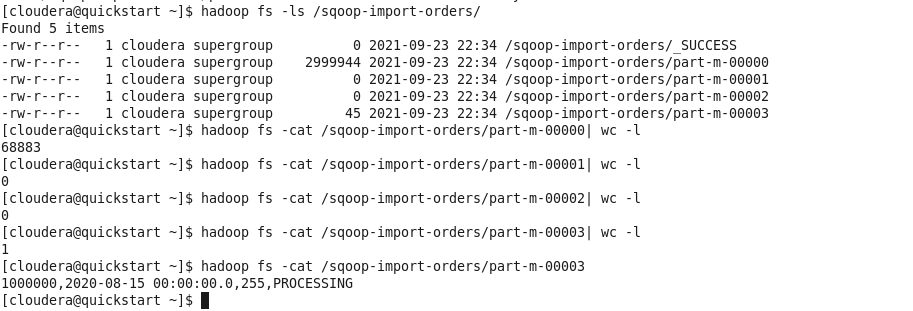 [cloudera@quickstart ~]$ hadoop fs -ls /sqoop-import-orders/
Found 5 items
-rw-r--r--   1 cloudera supergroup          0 2021-09-23 22:34 /sqoop-import-orders/_SUCCESS
-rw-r--r--   1 cloudera supergroup    2999944 2021-09-23 22:34 /sqoop-import-orders/part-m-00000
-rw-r--r--   1 cloudera supergroup          0 2021-09-23 22:34 /sqoop-import-orders/part-m-00001
-rw-r--r--   1 cloudera supergroup          0 2021-09-23 22:34 /sqoop-import-orders/part-m-00002
-rw-r--r--   1 cloudera supergroup         45 2021-09-23 22:34 /sqoop-import-orders/part-m-00003
[cloudera@quickstart ~]$ hadoop fs -cat /sqoop-import-orders/part-m-00000| wc -l
68883
[cloudera@quickstart ~]$ hadoop fs -cat /sqoop-import-orders/part-m-00001| wc -l
0
[cloudera@quickstart ~]$ hadoop fs -cat /sqoop-import-orders/part-m-00002| wc -l
0
[cloudera@quickstart ~]$ hadoop fs -cat /sqoop-import-orders/part-m-00003| wc -l
1
[cloudera@quickstart ~]$ hadoop fs -cat /sqoop-import-orders/part-m-00003
1000000,2020-08-15 00:00:00.0,255,PROCESSING
[cloudera@quickstart ~]$